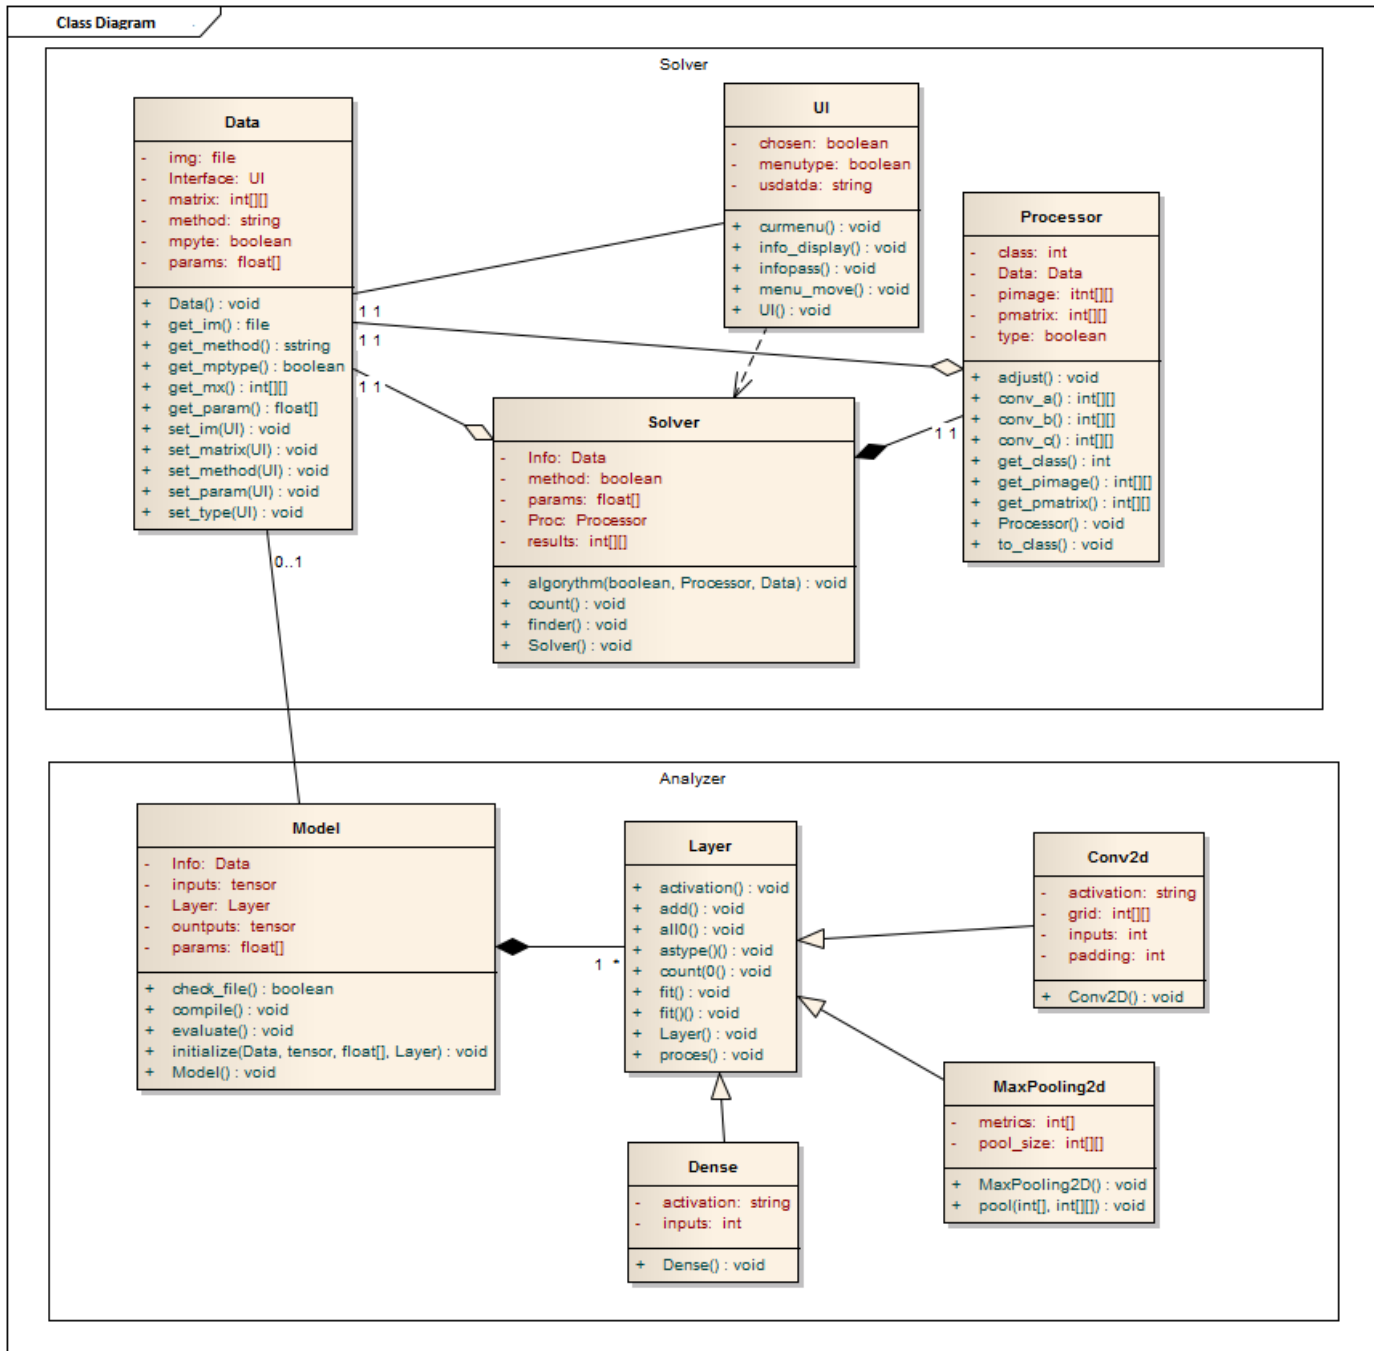 Class Diagram
Solver
Data
- img: file
- Interface: UI
- matrix: int[][]
- method: string
- mpyte: boolean
- params: float[]
+ Data() : void
+ get_im() : file
+ get_method() : sstring
+ get_mptype() : boolean
+ get_mx() : int[][]
+ get_param() : float[]
+ set_im(UI) : void
+ set_matrix(UI) : void
+ set_method(UI) : void
+ set_param(UI) : void
+ set_type(UI) : void
UI
- chosen: boolean
- menutype: boolean
- usdatda: string
+ curmenu() : void
+ info_display() : void
+ infopass() : void
+ menu_move() : void
+ UI() : void
Processor
- class: int
- Data: Data
- pimage: itnt[][]
- pmatrix: int[][]
- type: boolean
+ adjust() : void
+ conv_a() : int[][]
+ conv_b() : int[][]
+ conv_c() : int[][]
+ get_class() : int
+ get_pimage() : int[][]
+ get_pmatrix() : int[][]
+ Processor() : void
+ to_class() : void
1 1
1 1
1 1
1 1
Solver
- Info: Data
- method: boolean
- params: float[]
- Proc: Processor
- results: int[][]
+ algorythm(boolean, Processor, Data) : void
+ count() : void
+ finder() : void
+ Solver() : void
0..1
Analyzer
Model
- Info: Data
- inputs: tensor
- Layer: Layer
- ountputs: tensor
- params: float[]
+ check_file() : boolean
+ compile() : void
+ evaluate() : void
+ initialize(Data, tensor, float[], Layer) : void
+ Model() : void
1 *
Layer
+ activation() : void
+ add() : void
+ all0() : void
+ astype()() : void
+ count(0() : void
+ fit() : void
+ fit()() : void
+ Layer() : void
+ proces() : void
Conv2d
- activation: string
- grid: int[][]
- inputs: int
- padding: int
+ Conv2D() : void
MaxPooling2d
- metrics: int[]
- pool_size: int[][]
+ MaxPooling2D() : void
+ pool(int[], int[][]) : void
Dense
- activation: string
- inputs: int
+ Dense() : void